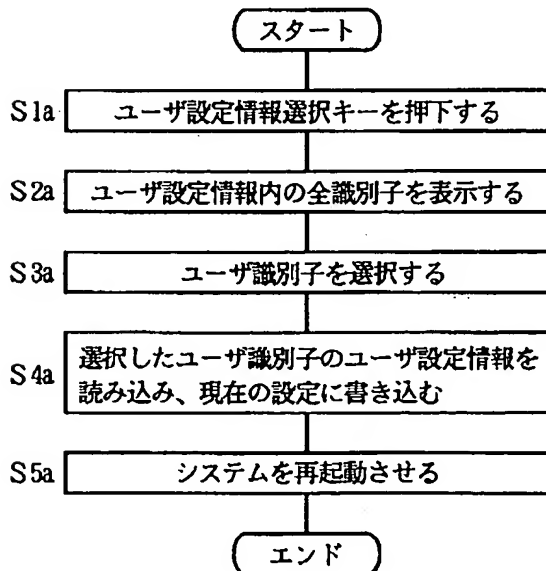 スタート
S1a ユーザ設定情報選択キーを押下する
S2a ユーザ設定情報内の全識別子を表示する
S3a ユーザ識別子を選択する
S4a 選択したユーザ識別子のユーザ設定情報を
読み込み、現在の設定に書き込む
S5a システムを再起動させる
エンド